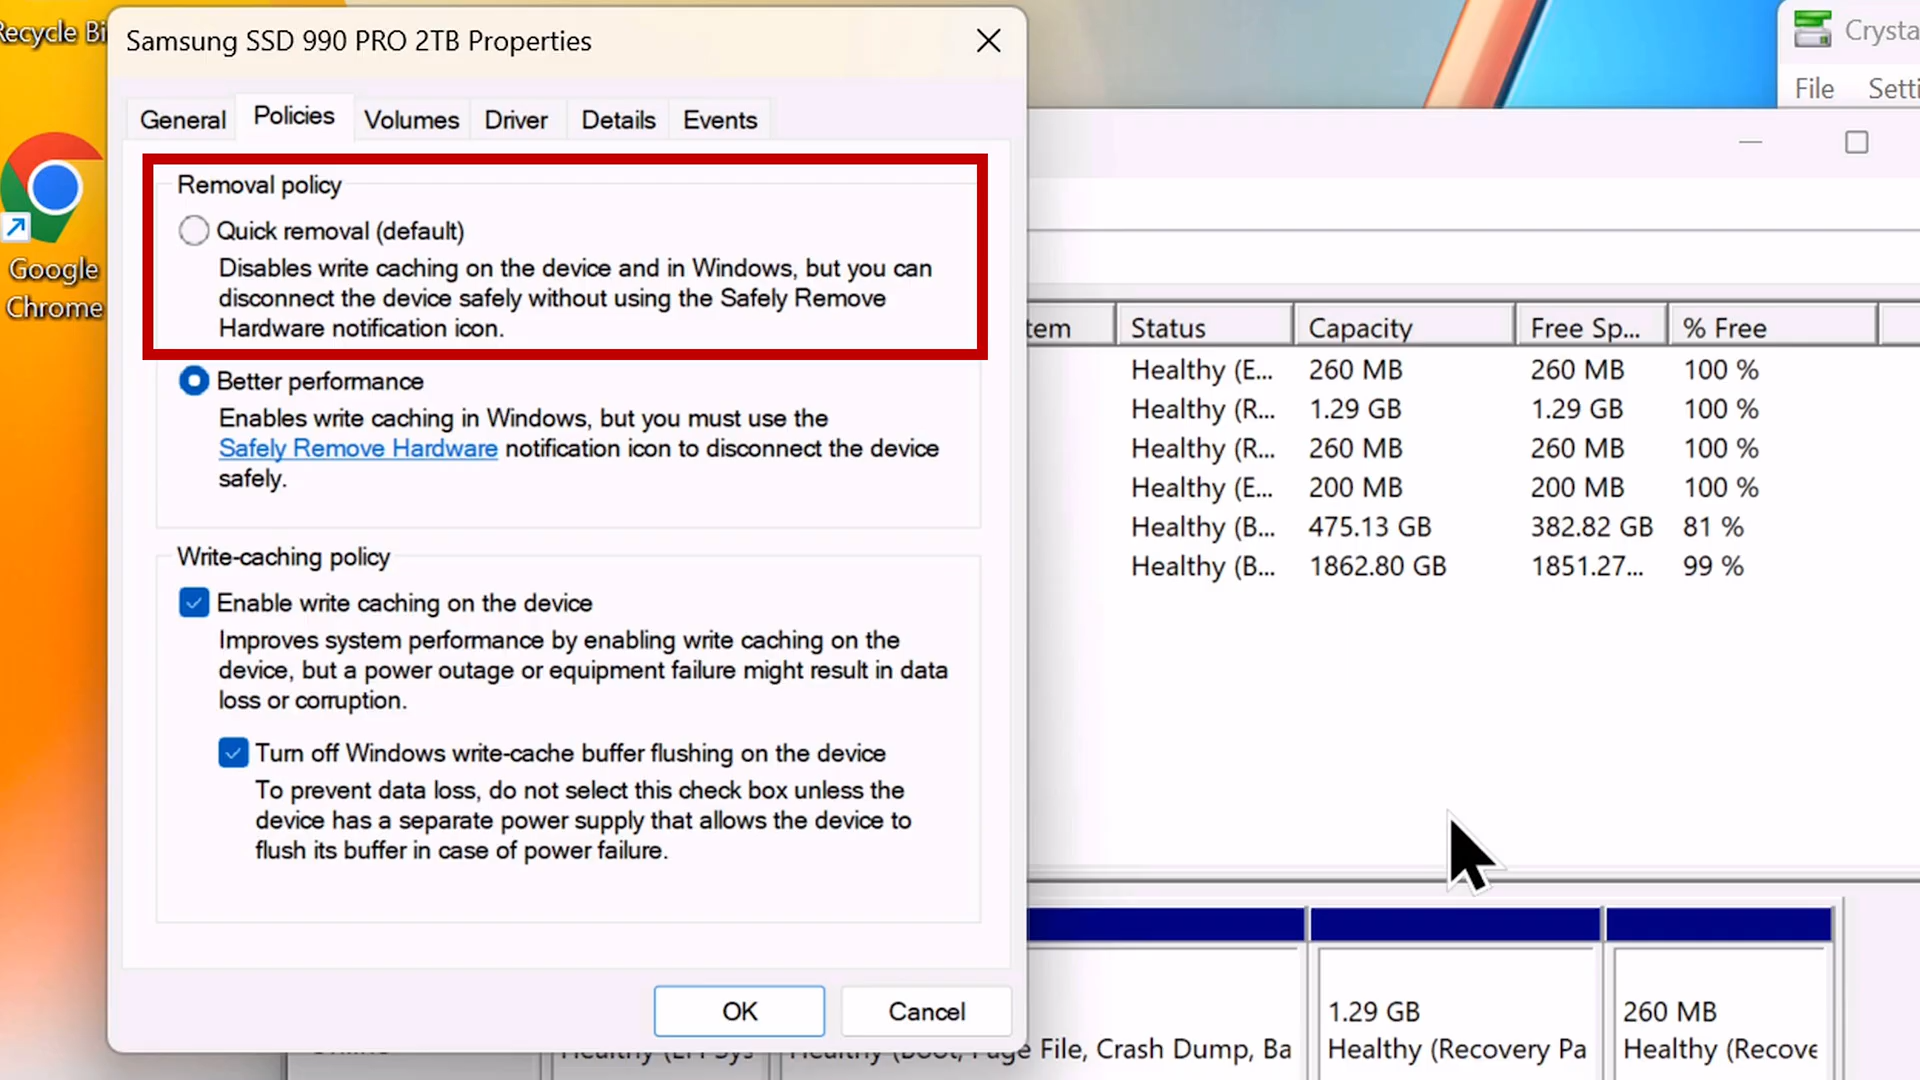 Recycle Bi
Google
Chrome
Samsung SSD 990 PRO 2TB Properties
General
Policies
Volumes
Driver
Details
Events
Removal policy
Quick removal (default)
Disables write caching on the device and in Windows, but you can
disconnect the device safely without using the Safely Remove
Hardware notification icon.
Better performance
Enables write caching in Windows, but you must use the
Safely Remove Hardware notification icon to disconnect the device
safely.
Write-caching policy
Enable write caching on the device
Improves system performance by enabling write caching on the
device, but a power outage or equipment failure might result in data
loss or corruption.
Turn off Windows write-cache buffer flushing on the device
To prevent data loss, do not select this check box unless the
device has a separate power supply that allows the device to
flush its buffer in case of power failure.
OK
Cancel
Crysta
File Setti
tem Status Capacity Free Sp... % Free
Healthy (E... 260 MB 260 MB 100 %
Healthy (R... 1.29 GB 1.29 GB 100 %
Healthy (R... 260 MB 260 MB 100 %
Healthy (E... 200 MB 200 MB 100 %
Healthy (B... 475.13 GB 382.82 GB 81 %
Healthy (B... 1862.80 GB 1851.27... 99 %
1.29 GB
260 MB
File, Crash Dump, Ba
Healthy (Recovery Pa
Healthy (Recove